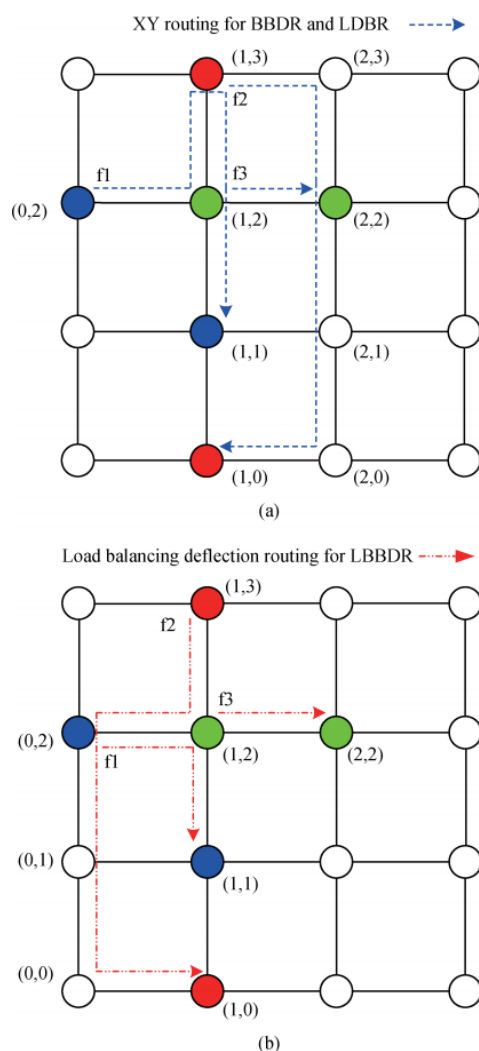 XY routing for BBDR and LDBR
(1,3)
(2,3)
f2
f1
f3
(0,2)
(1,2)
(2,2)
(1,1)
(2,1)
(1,0)
(2,0)
(a)
Load balancing deflection routing for LBBDR
(1,3)
f2
f3
(0,2)
(1,2)
(2,2)
f1
(0,1)
(1,1)
(0,0)
(1,0)
(b)